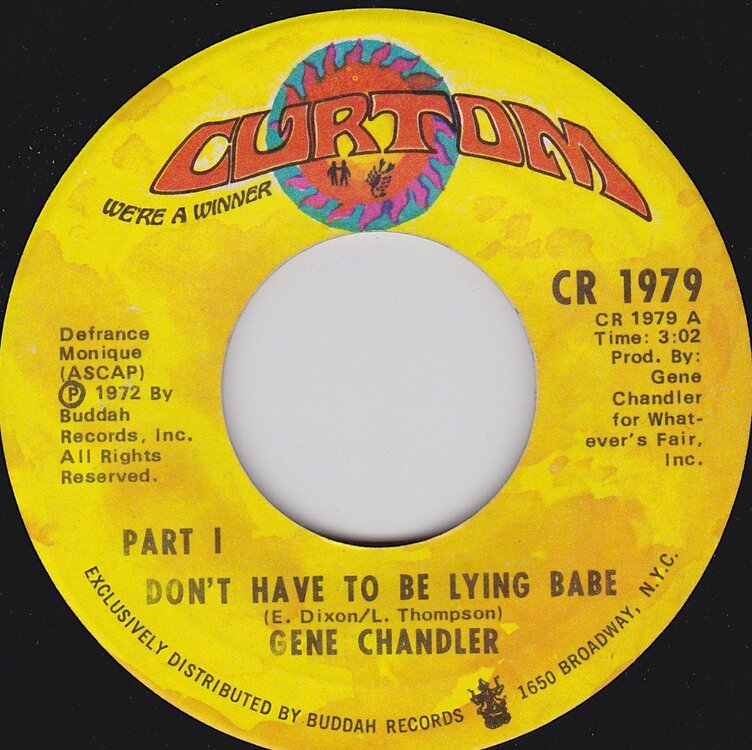 CURTOM
WE'RE A WINNER
CR 1979
CR 1979 A
Time: 3:02
Prod. By:
Gene
Chandler
for What-
ever's Fair,
Inc.
Defrance
Monique
(ASCAP)
Ⓟ 1972 By
Buddah
Records, Inc.
All Rights
Reserved.
PART I
DON'T HAVE TO BE LYING BABE
(E. Dixon/L. Thompson)
GENE CHANDLER
EXCLUSIVELY DISTRIBUTED BY BUDDAH RECORDS 1650 BROADWAY, N.Y.C.